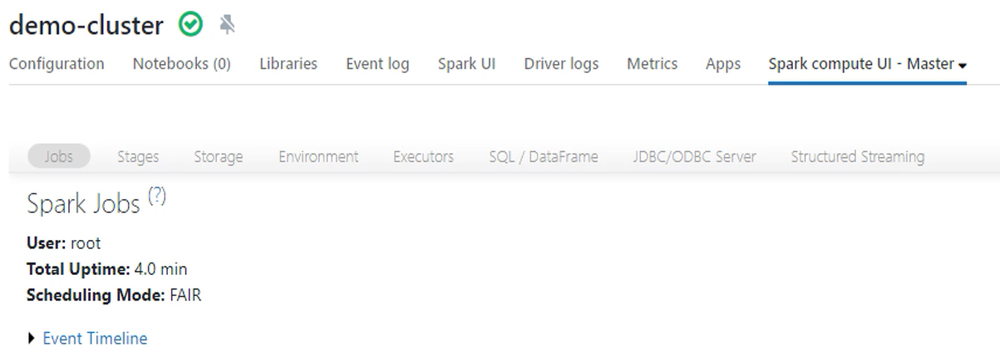 demo-cluster
Configuration Notebooks (0) Libraries Event log Spark UI Driver logs Metrics Apps Spark compute UI - Master
Jobs Stages Storage Environment Executors SQL / DataFrame JDBC/ODBC Server Structured Streaming
Spark Jobs (?)
User: root
Total Uptime: 4.0 min
Scheduling Mode: FAIR
Event Timeline